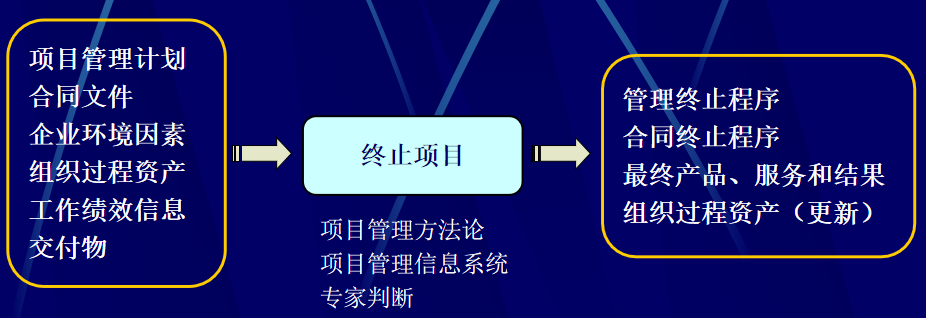 项目管理计划
合同文件
企业环境因素
组织过程资产
工作绩效信息
交付物
终止项目
项目管理方法论
项目管理信息系统
专家判断
管理终止程序
合同终止程序
最终产品、服务和结果
组织过程资产（更新）